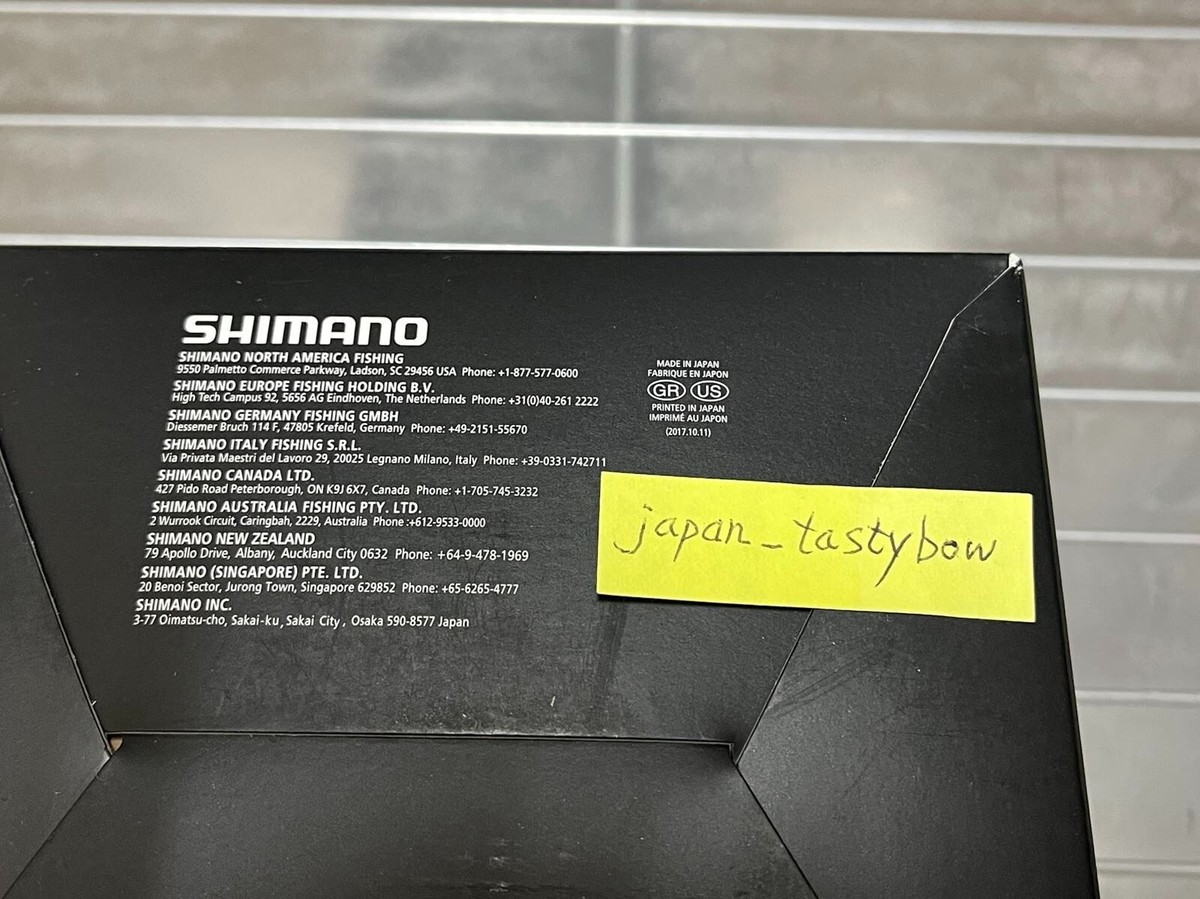 SHIMANO
SHIMANO NORTH AMERICA FISHING
9550 Palmetto Commerce Parkway, Ladson, SC 29456 USA Phone: +1-877-577-0600
SHIMANO EUROPE FISHING HOLDING B.V.
High Tech Campus 92, 5656 AG Eindhoven, The Netherlands Phone: +31(0)40-261 2222
SHIMANO GERMANY FISHING GMBH
Diessemer Bruch 114 F, 47805 Krefeld, Germany Phone: +49-2151-55670
SHIMANO ITALY FISHING S.R.L.
Via Privata Maestri del Lavoro 29, 20025 Legnano Milano, Italy Phone: +39-0331-742711
SHIMANO CANADA LTD.
427 Pido Road Peterborough, ON K9J 6X7, Canada Phone: +1-705-745-3232
SHIMANO AUSTRALIA FISHING PTY. LTD.
2 Wurrook Circuit, Caringbah, 2229, Australia Phone :+612-9533-0000
SHIMANO NEW ZEALAND
79 Apollo Drive, Albany, Auckland City 0632 Phone: +64-9-478-1969
SHIMANO (SINGAPORE) PTE. LTD.
20 Benoi Sector, Jurong Town, Singapore 629852 Phone: +65-6265-4777
SHIMANO INC.
3-77 Oimatsu-cho, Sakai-ku, Sakai City, Osaka 590-8577 Japan
MADE IN JAPAN
FABRIQUE EN JAPON
GR US
PRINTED IN JAPAN
IMPRIMÉ AU JAPON
(2017.10.11)
japan_tastybow